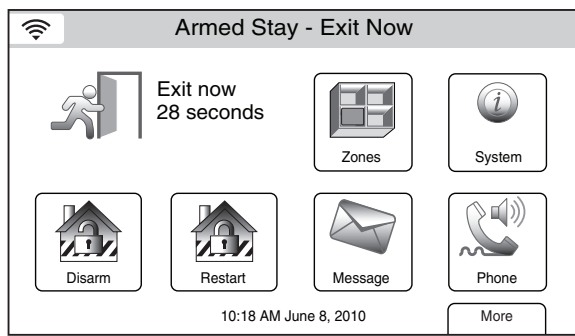 Armed Stay - Exit Now
Exit now
28 seconds
Zones
System
Disarm
Restart
Message
Phone
10:18 AM June 8, 2010
More